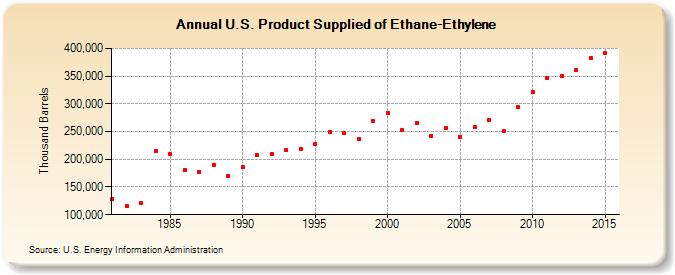 Annual U.S. Product Supplied of Ethane-Ethylene
Thousand Barrels
400,000
350,000
300,000
250,000
200,000
150,000
100,000
1985 1990 1995 2000 2005 2010 2015
Source: U.S. Energy Information Administration